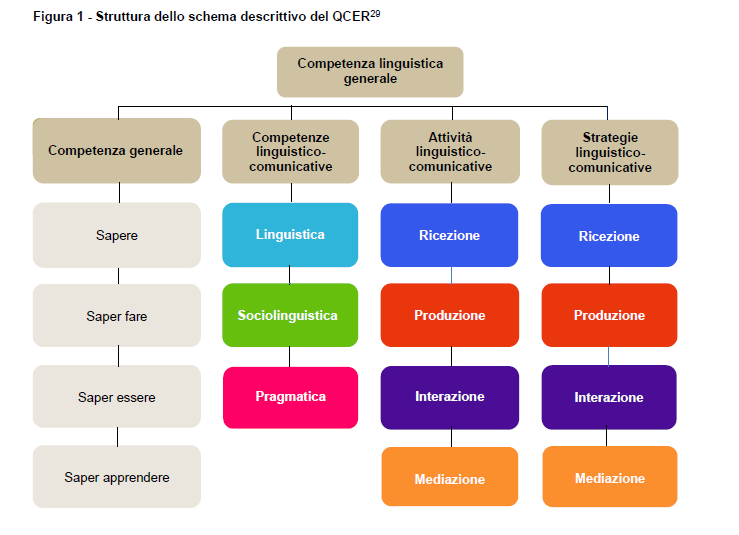 Figura 1 - Struttura dello schema descrittivo del QCER29
Competenza linguistica
generale
Competenza generale
Sapere
Saper fare
Saper essere
Saper apprendere
Competenze
linguistico-
comunicative
Linguistica
Sociolinguistica
Pragmatica
Attività
linguistico-
comunicative
Ricezione
Produzione
Interazione
Mediazione
Strategie
linguistico-
comunicative
Ricezione
Produzione
Interazione
Mediazione